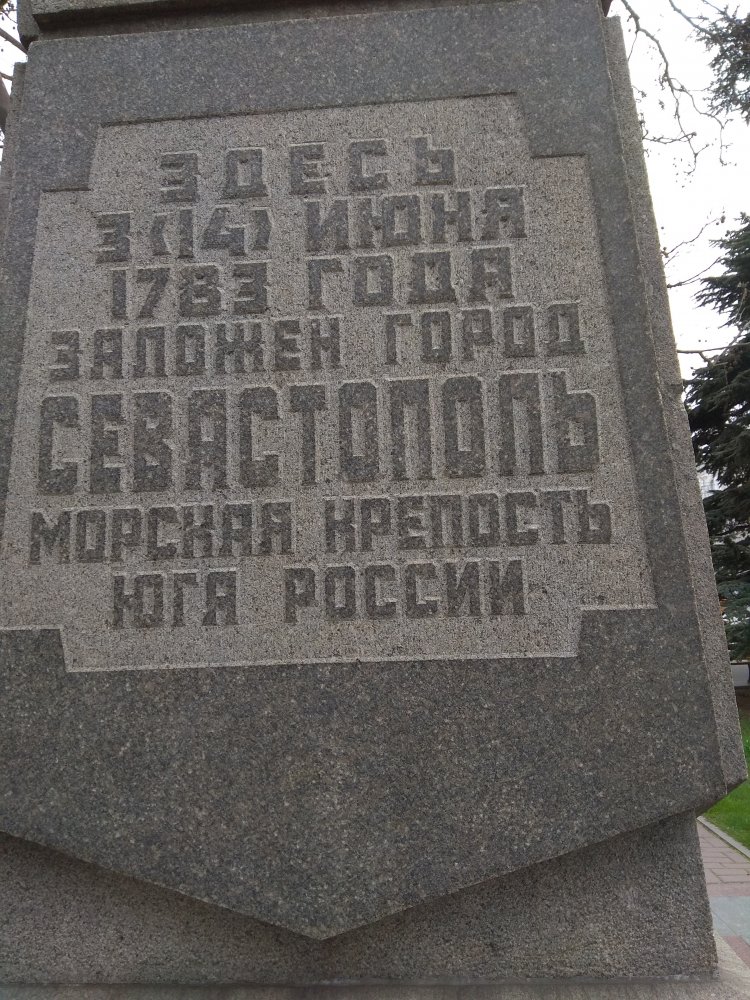 ЗДЕСЬ
3 (14) ИЮНЯ
1783 ГОДА
ЗАЛОЖЕН ГОРОД
СЕВАСТОПОЛЬ
МОРСКАЯ КРЕПОСТЬ
ЮГА РОССИИ